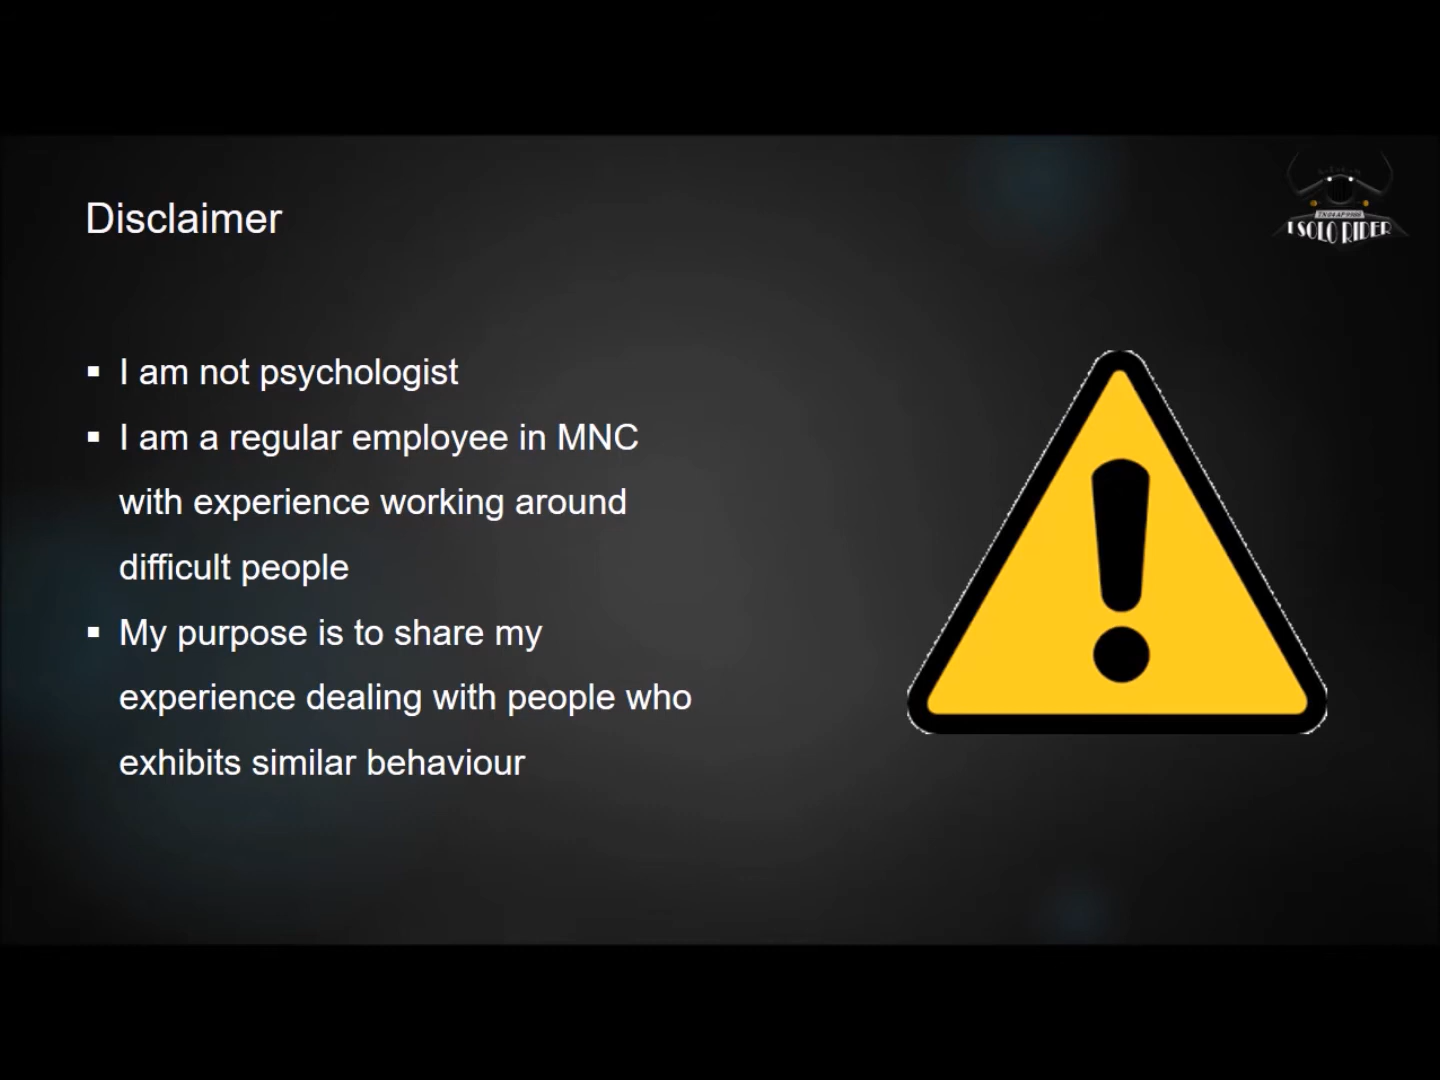 Disclaimer
I SOLO RIDER
▪ I am not psychologist
▪ I am a regular employee in MNC
with experience working around
difficult people
▪ My purpose is to share my
experience dealing with people who
exhibits similar behaviour